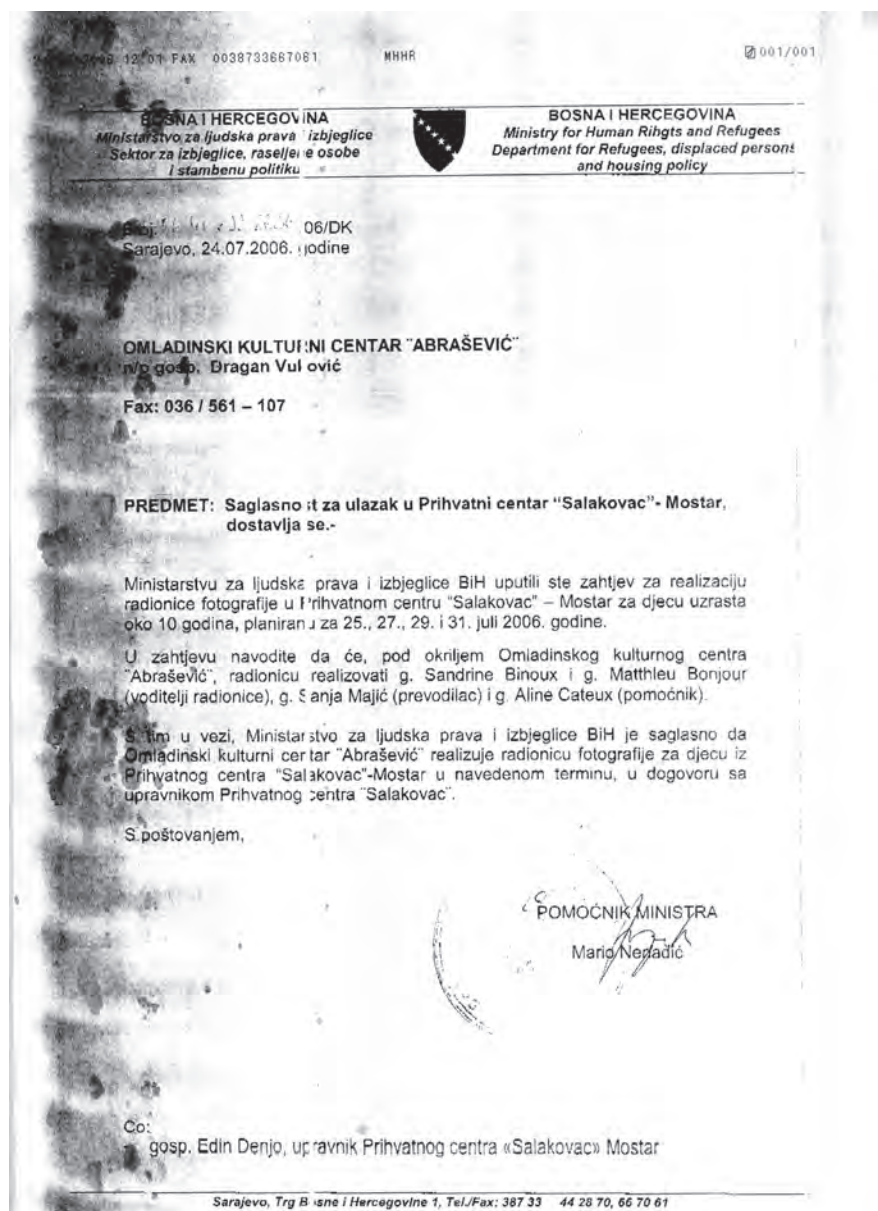 12:01 FAX 0038733667061 MHHR 001/001
BOSNA I HERCEGOVINA
Ministarstvo za ljudska prava i izbjeglice
Sektor za izbjeglice, raseljene osobe
i stambenu politiku
BOSNA I HERCEGOVINA
Ministry for Human Rihgts and Refugees
Department for Refugees, displaced persons
and housing policy
Broj: 06/DK
Sarajevo, 24.07.2006. godine
OMLADINSKI KULTURNI CENTAR "ABRAŠEVIĆ"
n/p gosp. Dragan Vuković
Fax: 036 / 561 – 107
PREDMET: Saglasnost za ulazak u Prihvatni centar "Salakovac"- Mostar,
dostavlja se.-
Ministarstvu za ljudska prava i izbjeglice BiH uputili ste zahtjev za realizaciju
radionice fotografije u Prihvatnom centru "Salakovac" – Mostar za djecu uzrasta
oko 10 godina, planiranu za 25., 27., 29. i 31. juli 2006. godine.
U zahtjevu navodite da će, pod okriljem Omladinskog kulturnog centra
"Abrašević", radionicu realizovati g. Sandrine Binoux i g. Matthleu Bonjour
(voditelji radionice), g. Sanja Majić (prevodilac) i g. Aline Cateux (pomoćnik).
S tim u vezi, Ministarstvo za ljudska prava i izbjeglice BiH je saglasno da
Omladinski kulturni centar "Abrašević" realizuje radionicu fotografije za djecu iz
Prihvatnog centra "Salakovac"-Mostar u navedenom terminu, u dogovoru sa
upravnikom Prihvatnog centra "Salakovac".
S poštovanjem,
POMOĆNIK MINISTRA
Mario Nenadić
Co:
gosp. Edin Denjo, upravnik Prihvatnog centra «Salakovac» Mostar
Sarajevo, Trg Bosne i Hercegovine 1, Tel./Fax: 387 33 44 28 70, 66 70 61